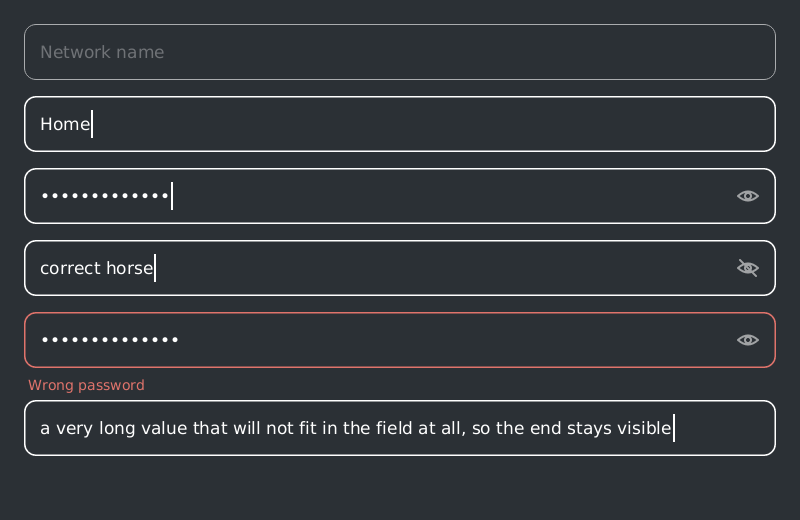 Network name
Home
•••••••••••••
correct horse
••••••••••••••
Wrong password
a very long value that will not fit in the field at all, so the end stays visible